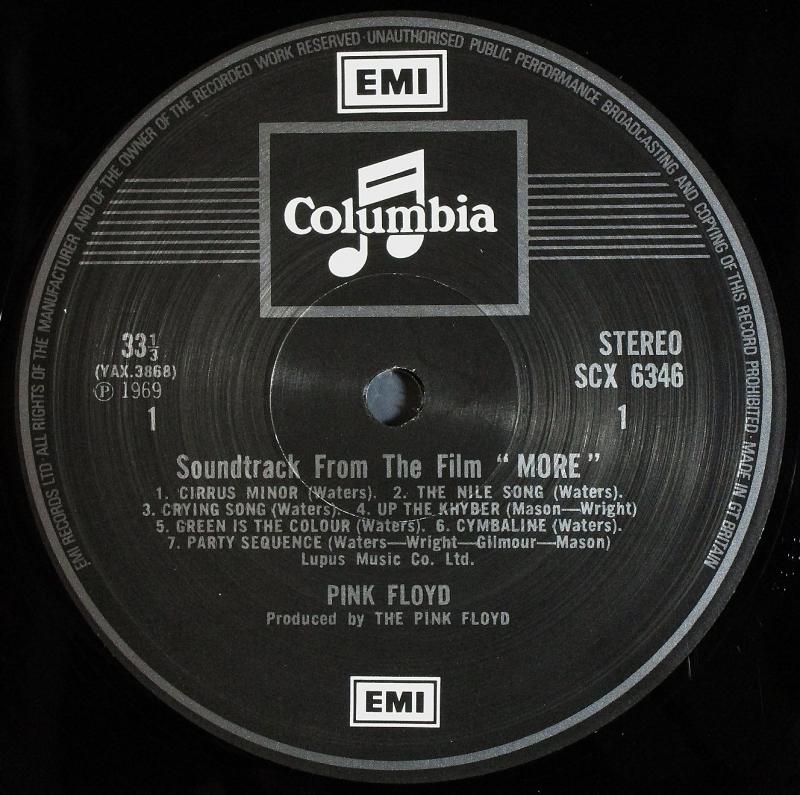 EMI RECORDS LTD·ALL RIGHTS OF THE MANUFACTURER AND OF THE OWNER OF THE RECORDED WORK RESERVED·UNAUTHORISED PUBLIC PERFORMANCE BROADCASTING AND COPYING OF THIS RECORD PROHIBITED·MADE IN GT BRITAIN
EMI
Columbia
33⅓
(YAX.3868)
Ⓟ 1969
1
STEREO
SCX 6346
1
Soundtrack From The Film "MORE"
1. CIRRUS MINOR (Waters). 2. THE NILE SONG (Waters).
3. CRYING SONG (Waters). 4. UP THE KHYBER (Mason—Wright)
5. GREEN IS THE COLOUR (Waters). 6. CYMBALINE (Waters).
7. PARTY SEQUENCE (Waters—Wright—Gilmour—Mason)
Lupus Music Co. Ltd.
PINK FLOYD
Produced by THE PINK FLOYD
EMI